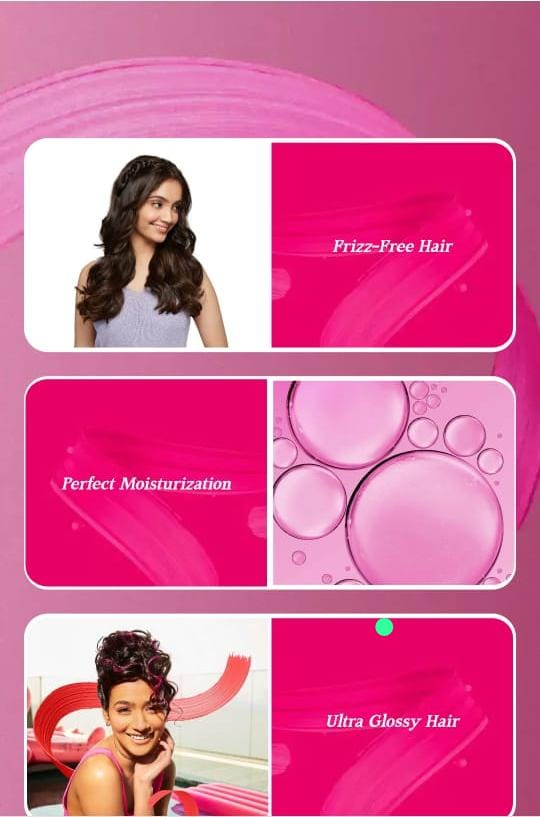 Frizz-Free Hair
Perfect Moisturization
Ultra Glossy Hair